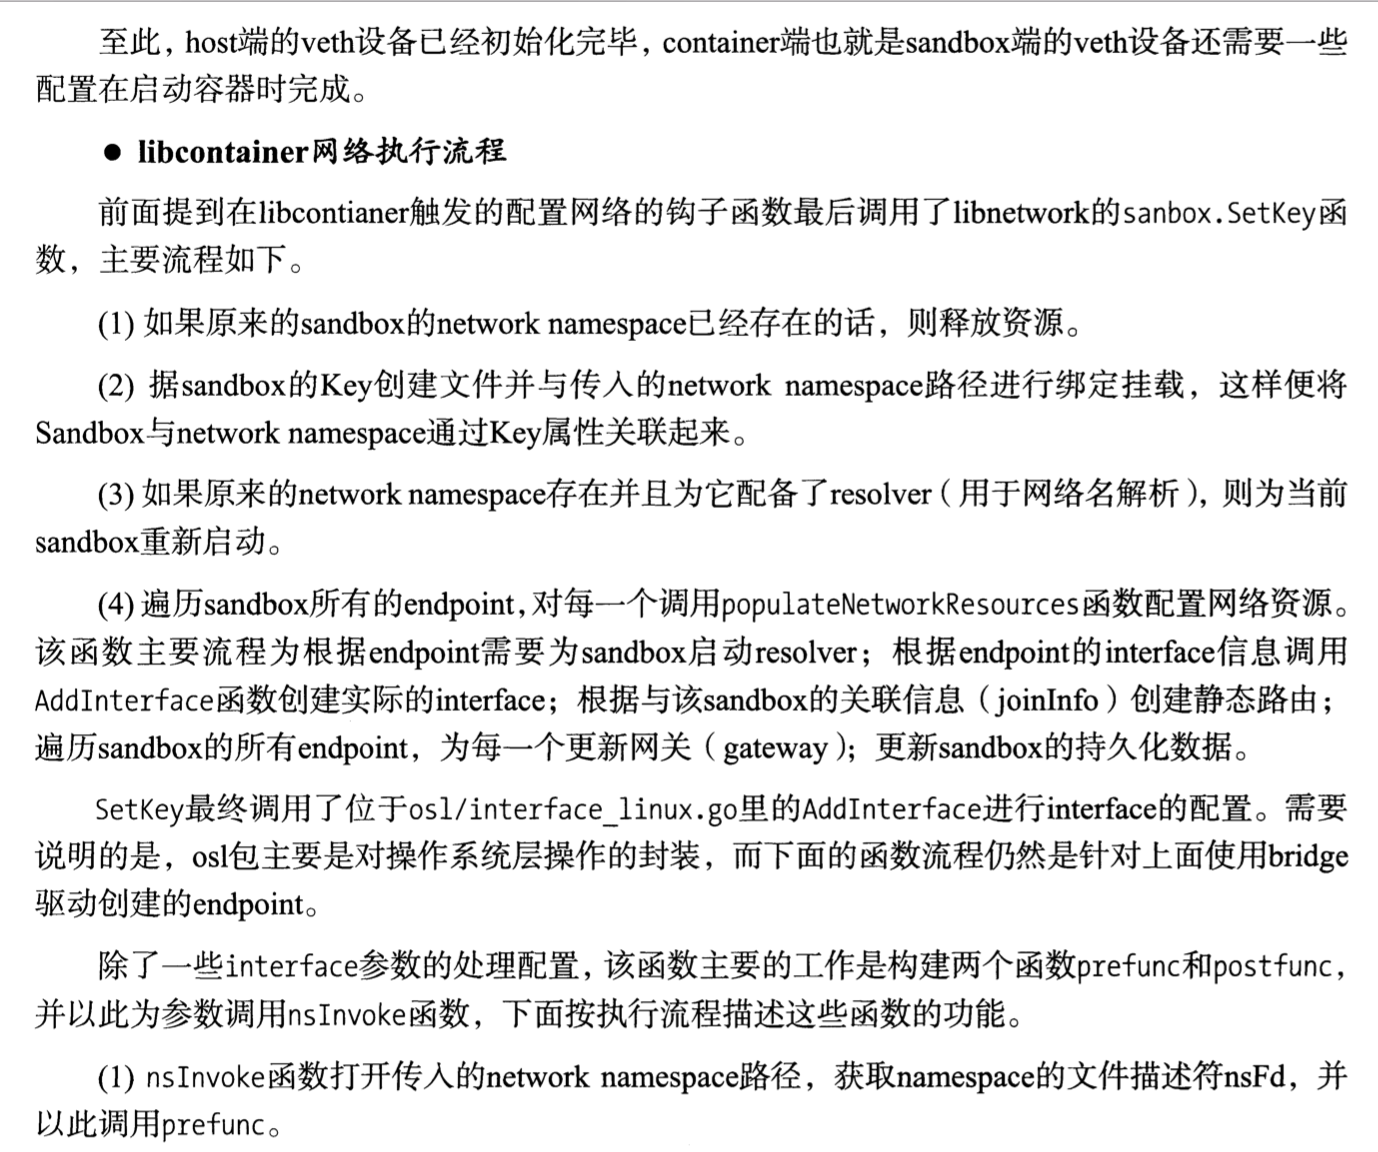 至此，host端的veth设备已经初始化完毕，container端也就是sandbox端的veth设备还需要一些
配置在启动容器时完成。
● libcontainer网络执行流程
前面提到在libcontianer触发的配置网络的钩子函数最后调用了libnetwork的sanbox.SetKey函
数，主要流程如下。
(1) 如果原来的sandbox的network namespace已经存在的话，则释放资源。
(2) 据sandbox的Key创建文件并与传入的network namespace路径进行绑定挂载，这样便将
Sandbox与network namespace通过Key属性关联起来。
(3) 如果原来的network namespace存在并且为它配备了resolver（用于网络名解析），则为当前
sandbox重新启动。
(4) 遍历sandbox所有的endpoint，对每一个调用populateNetworkResources函数配置网络资源。
该函数主要流程为根据endpoint需要为sandbox启动resolver；根据endpoint的interface信息调用
AddInterface函数创建实际的interface；根据与该sandbox的关联信息（joinInfo）创建静态路由；
遍历sandbox的所有endpoint，为每一个更新网关（gateway）；更新sandbox的持久化数据。
SetKey最终调用了位于osl/interface_linux.go里的AddInterface进行interface的配置。需要
说明的是，osl包主要是对操作系统层操作的封装，而下面的函数流程仍然是针对上面使用bridge
驱动创建的endpoint。
除了一些interface参数的处理配置，该函数主要的工作是构建两个函数prefunc和postfunc，
并以此为参数调用nsInvoke函数，下面按执行流程描述这些函数的功能。
(1) nsInvoke函数打开传入的network namespace路径，获取namespace的文件描述符nsFd，并
以此调用prefunc。